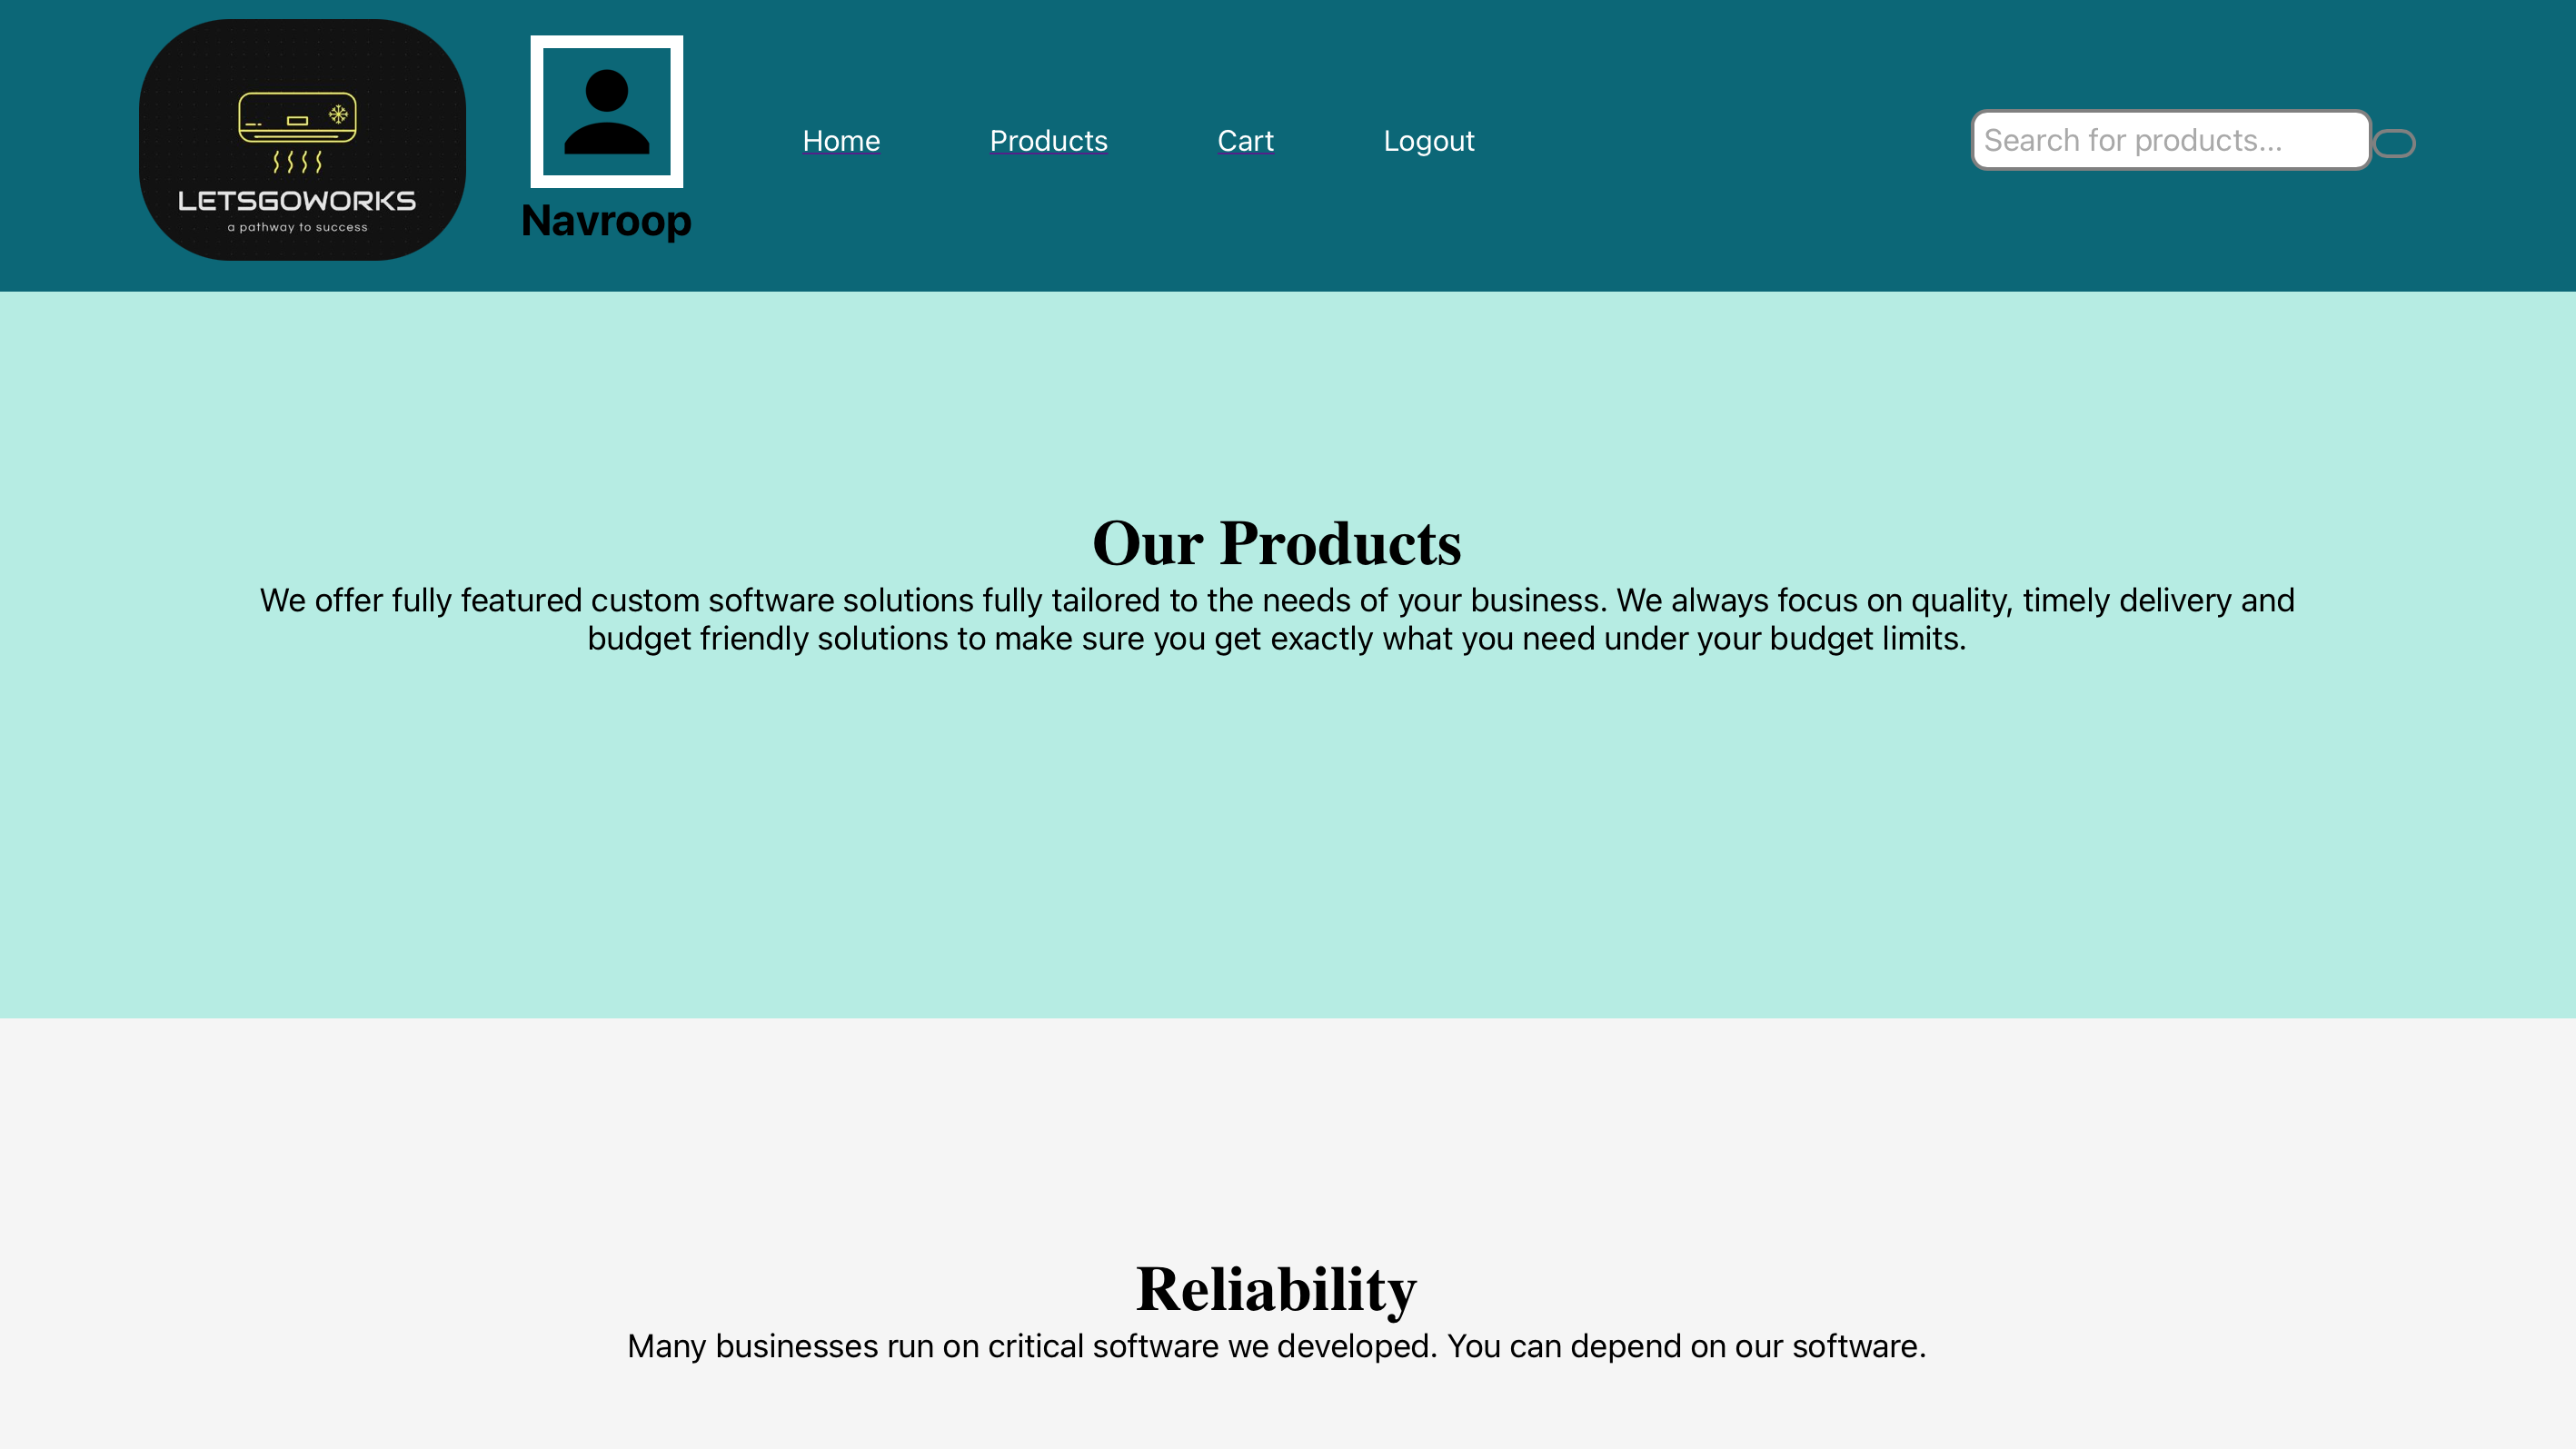 LETSGOWORKS
a pathway to success
Navroop
Home
Products
Cart
Logout
Search for products...
Our Products
We offer fully featured custom software solutions fully tailored to the needs of your business. We always focus on quality, timely delivery and
budget friendly solutions to make sure you get exactly what you need under your budget limits.
Reliability
Many businesses run on critical software we developed. You can depend on our software.